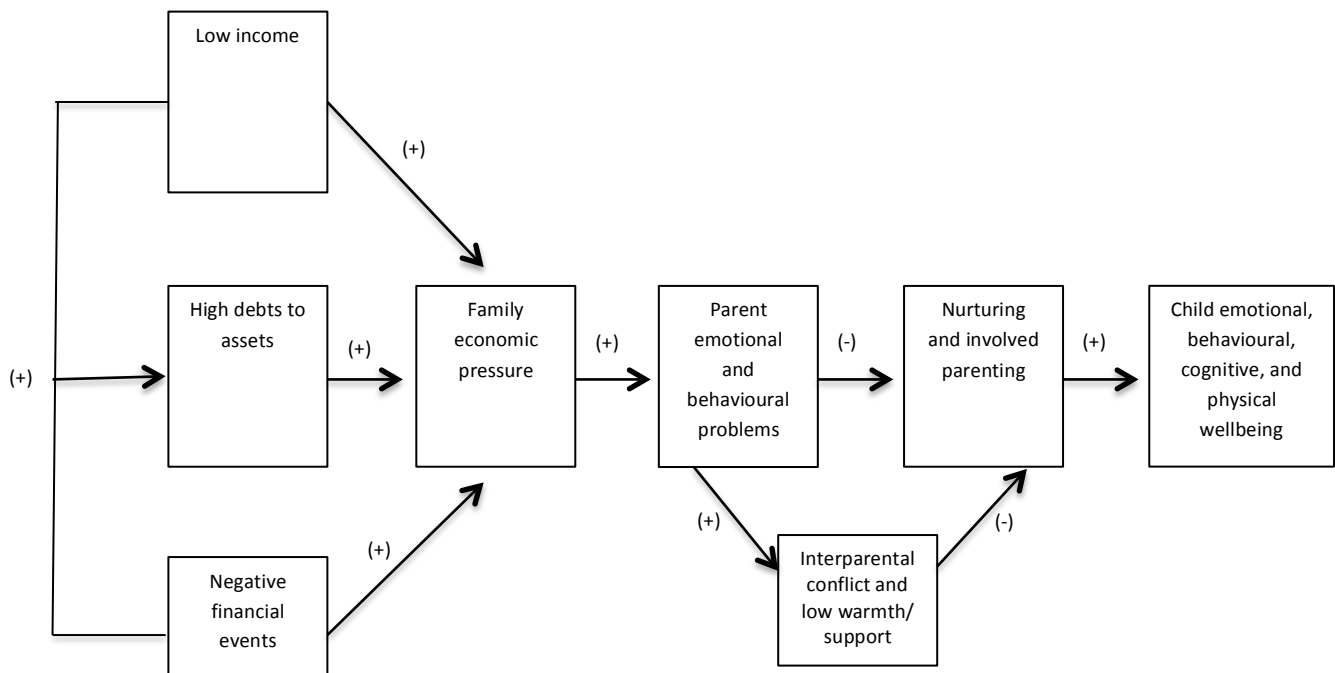 Low income
(+)
High debts to
assets
(+)
(+)
Family
economic
pressure
(+)
Parent
emotional
and
behavioural
problems
(-)
Nurturing
and involved
parenting
(+)
Child emotional,
behavioural,
cognitive, and
physical
wellbeing
Negative
financial
events
(+)
(+)
Interparental
conflict and
low warmth/
support
(-)